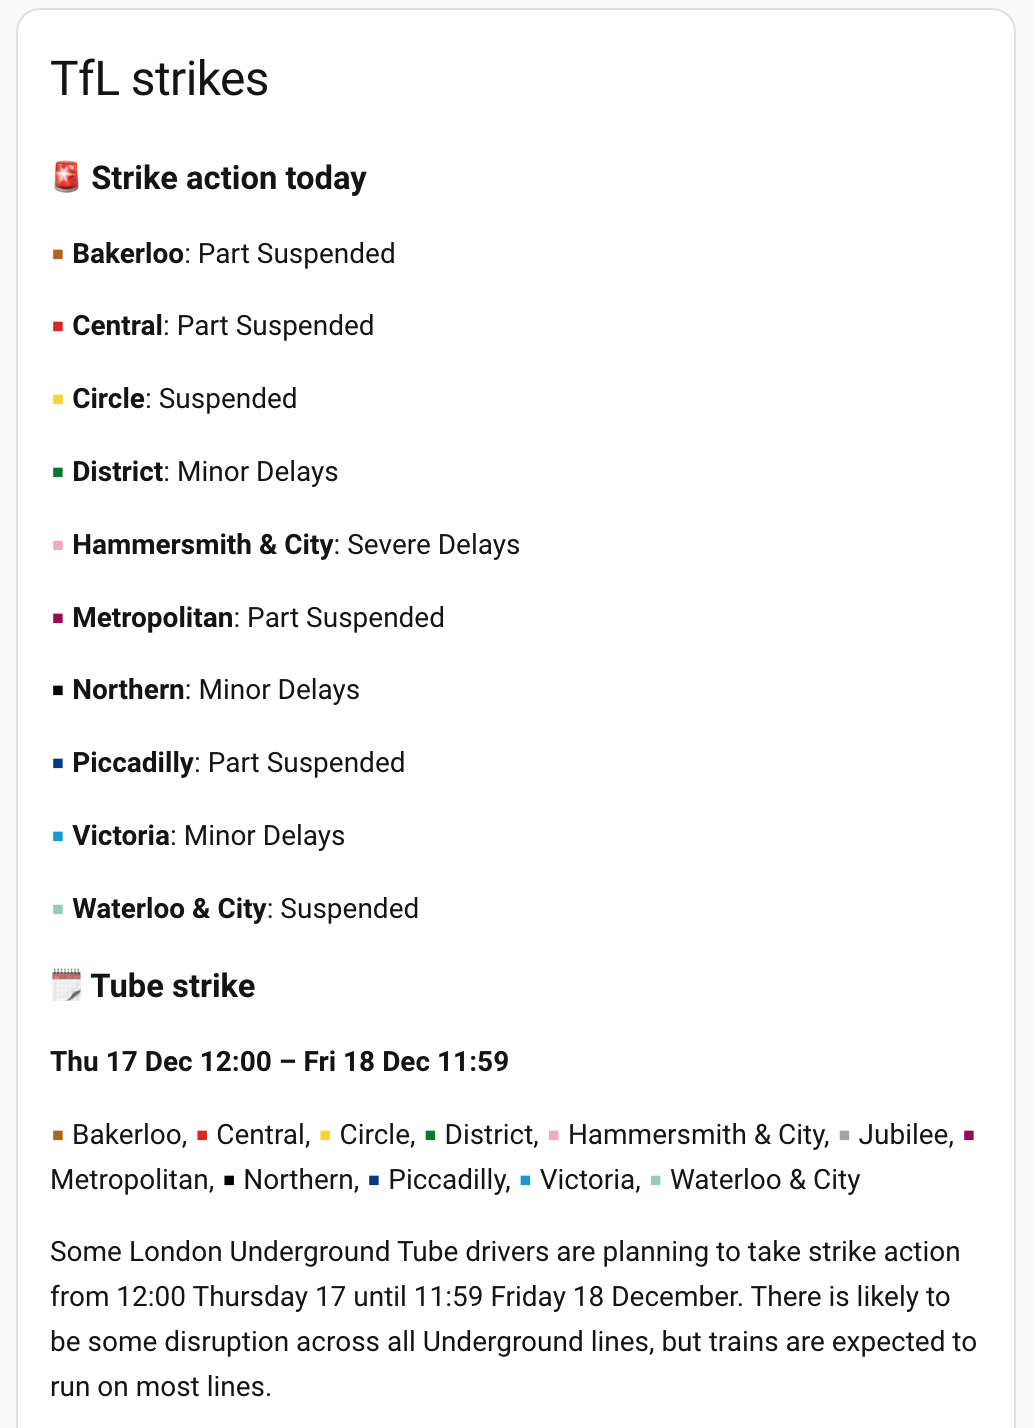 TfL strikes
Strike action today
Bakerloo: Part Suspended
Central: Part Suspended
Circle: Suspended
District: Minor Delays
Hammersmith & City: Severe Delays
Metropolitan: Part Suspended
Northern: Minor Delays
Piccadilly: Part Suspended
Victoria: Minor Delays
Waterloo & City: Suspended
Tube strike
Thu 17 Dec 12:00 – Fri 18 Dec 11:59
Bakerloo, Central, Circle, District, Hammersmith & City, Jubilee,
Metropolitan, Northern, Piccadilly, Victoria, Waterloo & City
Some London Underground Tube drivers are planning to take strike action
from 12:00 Thursday 17 until 11:59 Friday 18 December. There is likely to
be some disruption across all Underground lines, but trains are expected to
run on most lines.